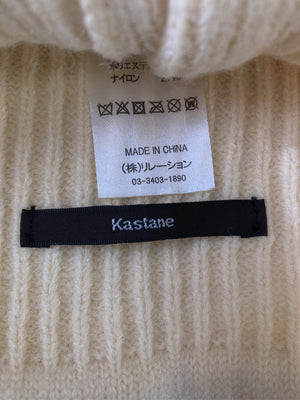 ポリエステ
ナイロン
MADE IN CHINA
(株)リレーション
03-3403-1890
Kastane